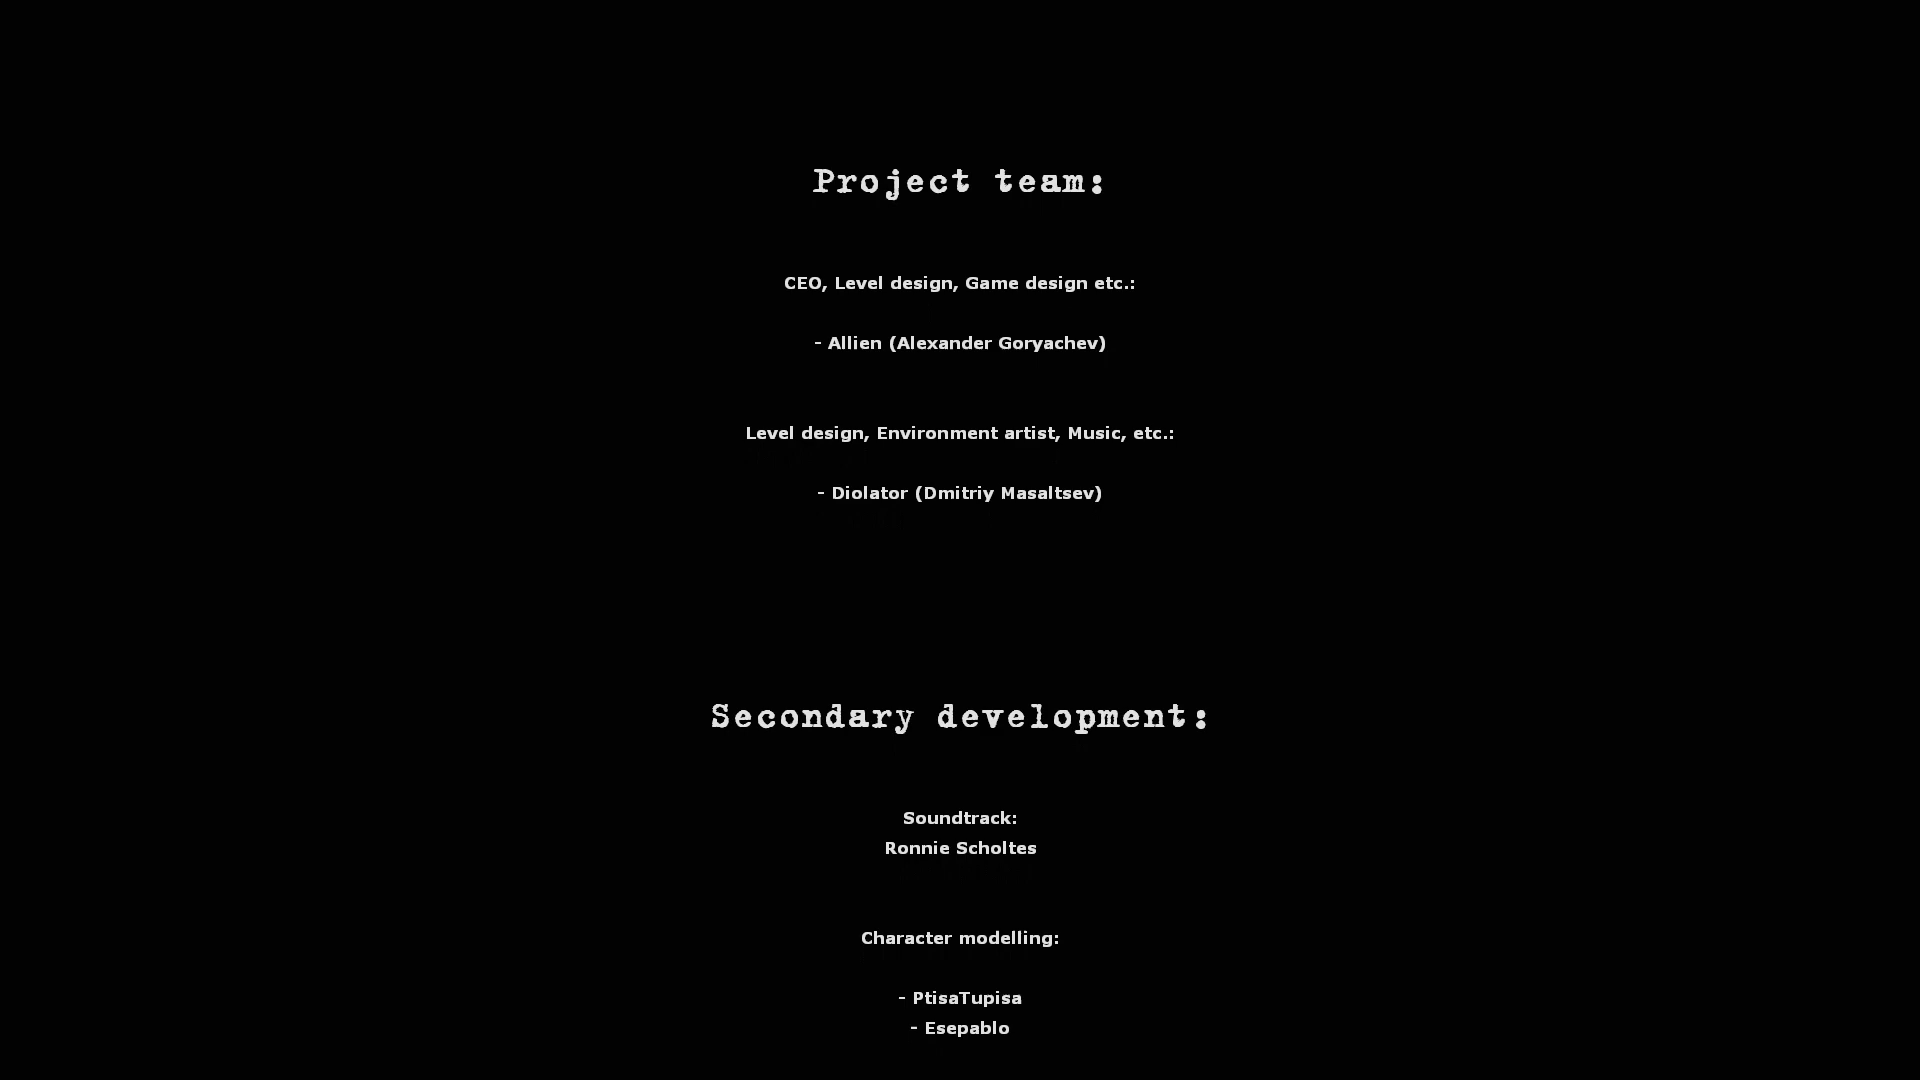 Project team:
CEO, Level design, Game design etc.:
- Allien (Alexander Goryachev)
Level design, Environment artist, Music, etc.:
- Diolator (Dmitriy Masaltsev)
Secondary development:
Soundtrack:
Ronnie Scholtes
Character modelling:
- PtisaTupisa
- Esepablo